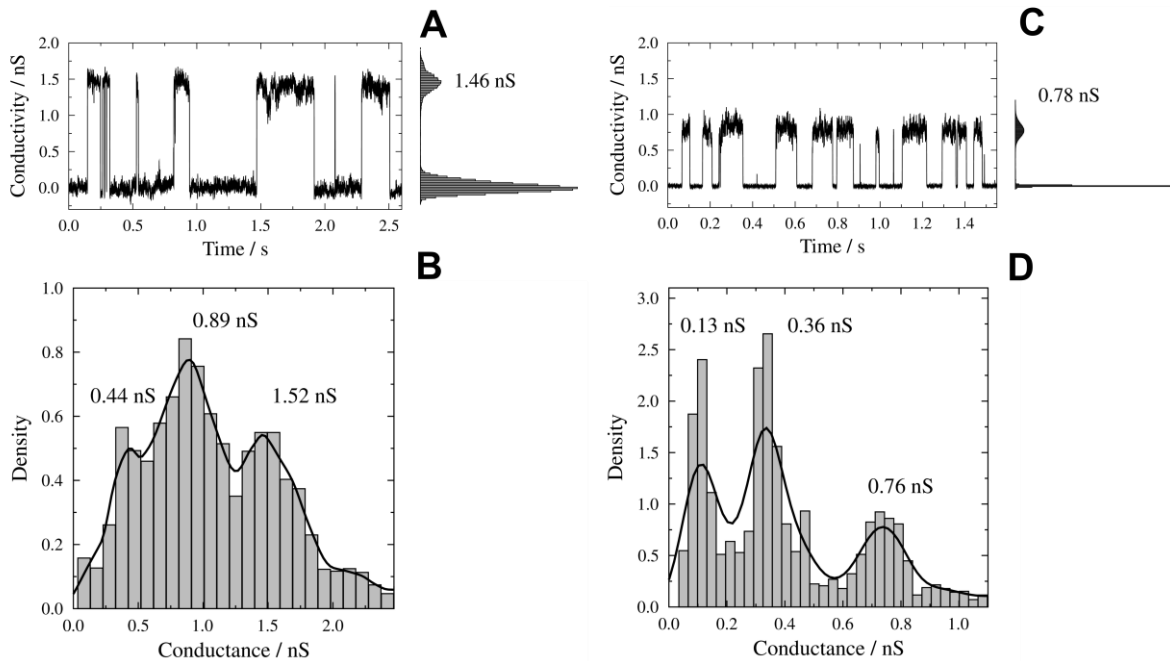 A
Conductivity / nS
2.0
1.5
1.0
0.5
0.0
1.46 nS
0.0 0.5 1.0 1.5 2.0 2.5
Time / s
C
Conductivity / nS
2.0
1.5
1.0
0.5
0.0
0.78 nS
0.0 0.2 0.4 0.6 0.8 1.0 1.2 1.4
Time / s
B
Density
1.0
0.8
0.6
0.4
0.2
0.0
0.89 nS
0.44 nS
1.52 nS
0.0 0.5 1.0 1.5 2.0
Conductance / nS
D
Density
3.0
2.5
2.0
1.5
1.0
0.5
0.0
0.13 nS
0.36 nS
0.76 nS
0.0 0.2 0.4 0.6 0.8 1.0
Conductance / nS